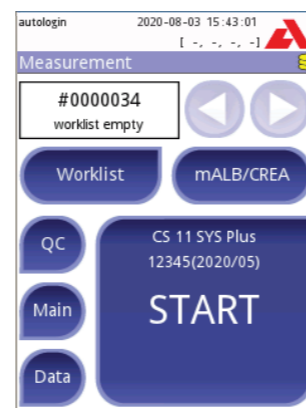 autologin 2020-08-03 15:43:01
[ -, -, -, -]
Measurement
#0000034
worklist empty
Worklist mALB/CREA
QC
CS 11 SYS Plus
12345(2020/05)
Main
START
Data